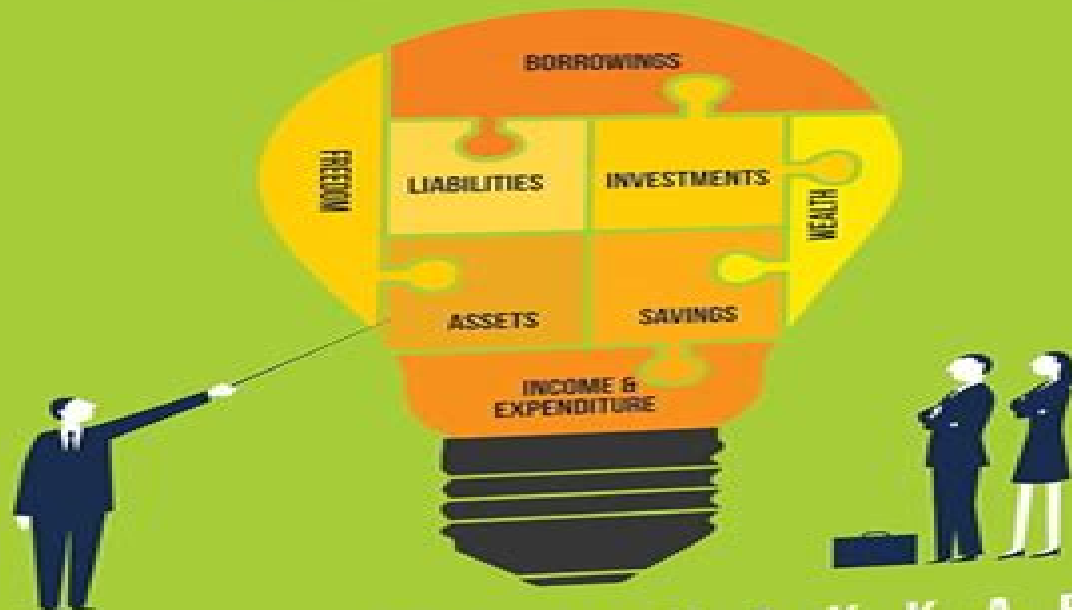 BORROWINGS
FREEDOM
LIABILITIES
INVESTMENTS
WEALTH
ASSETS
SAVINGS
INCOME &
EXPENDITURE